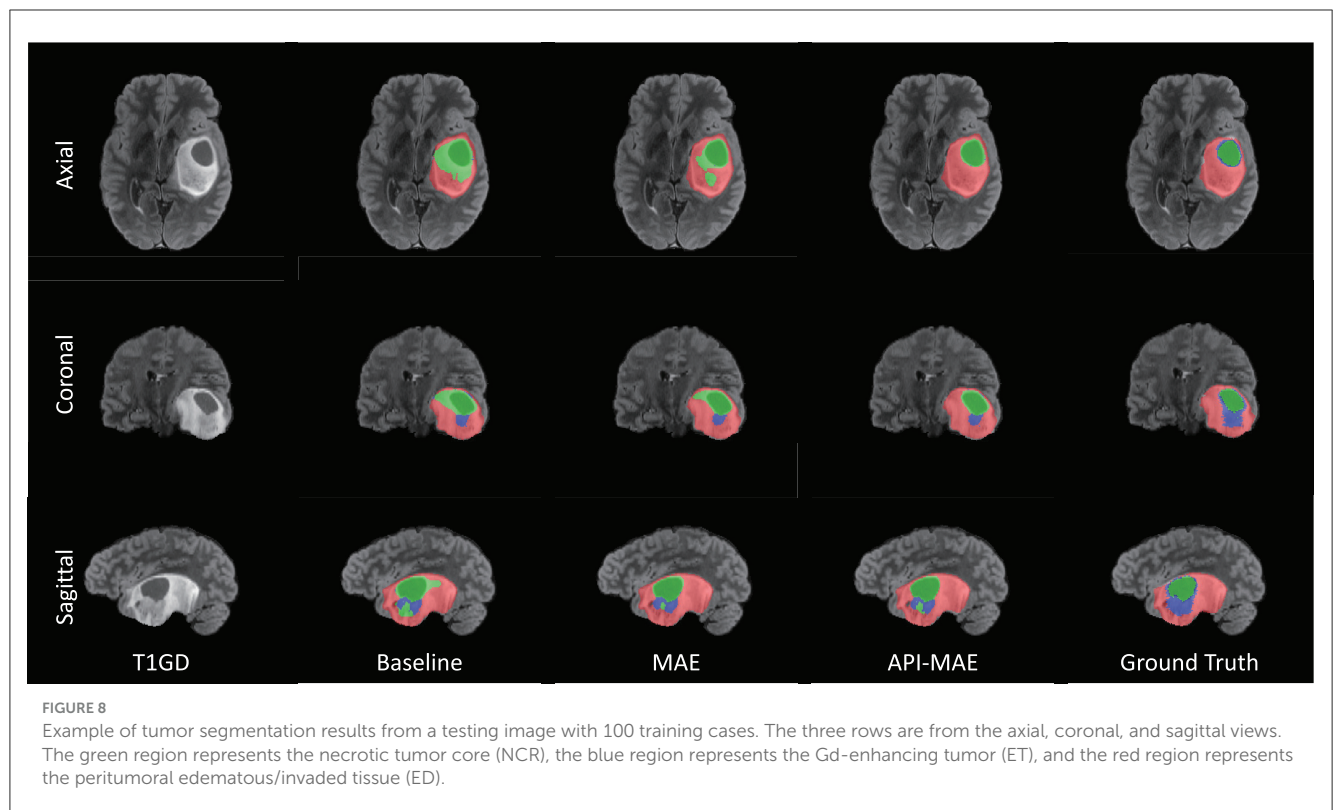 Axial
Coronal
Sagittal
T1GD
Baseline
MAE
API-MAE
Ground Truth
FIGURE 8
Example of tumor segmentation results from a testing image with 100 training cases. The three rows are from the axial, coronal, and sagittal views.
The green region represents the necrotic tumor core (NCR), the blue region represents the Gd-enhancing tumor (ET), and the red region represents
the peritumoral edematous/invaded tissue (ED).